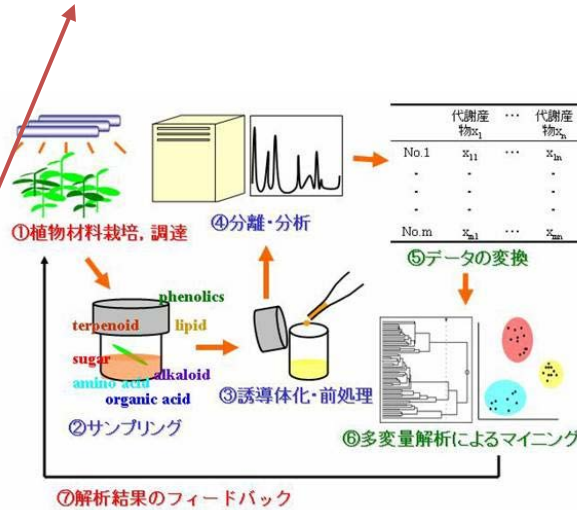 ①植物材料栽培，調達
phenolics
terpenoid
lipid
sugar
amino acid
alkaloid
organic acid
②サンプリング
③誘導体化・前処理
④分離・分析
代謝産物x₁ … 代謝産物xₙ
No.1 x₁₁ … x₁ₙ
No.m xₘ₁ … xₘₙ
⑤データの変換
⑥多変量解析によるマイニング
⑦解析結果のフィードバック